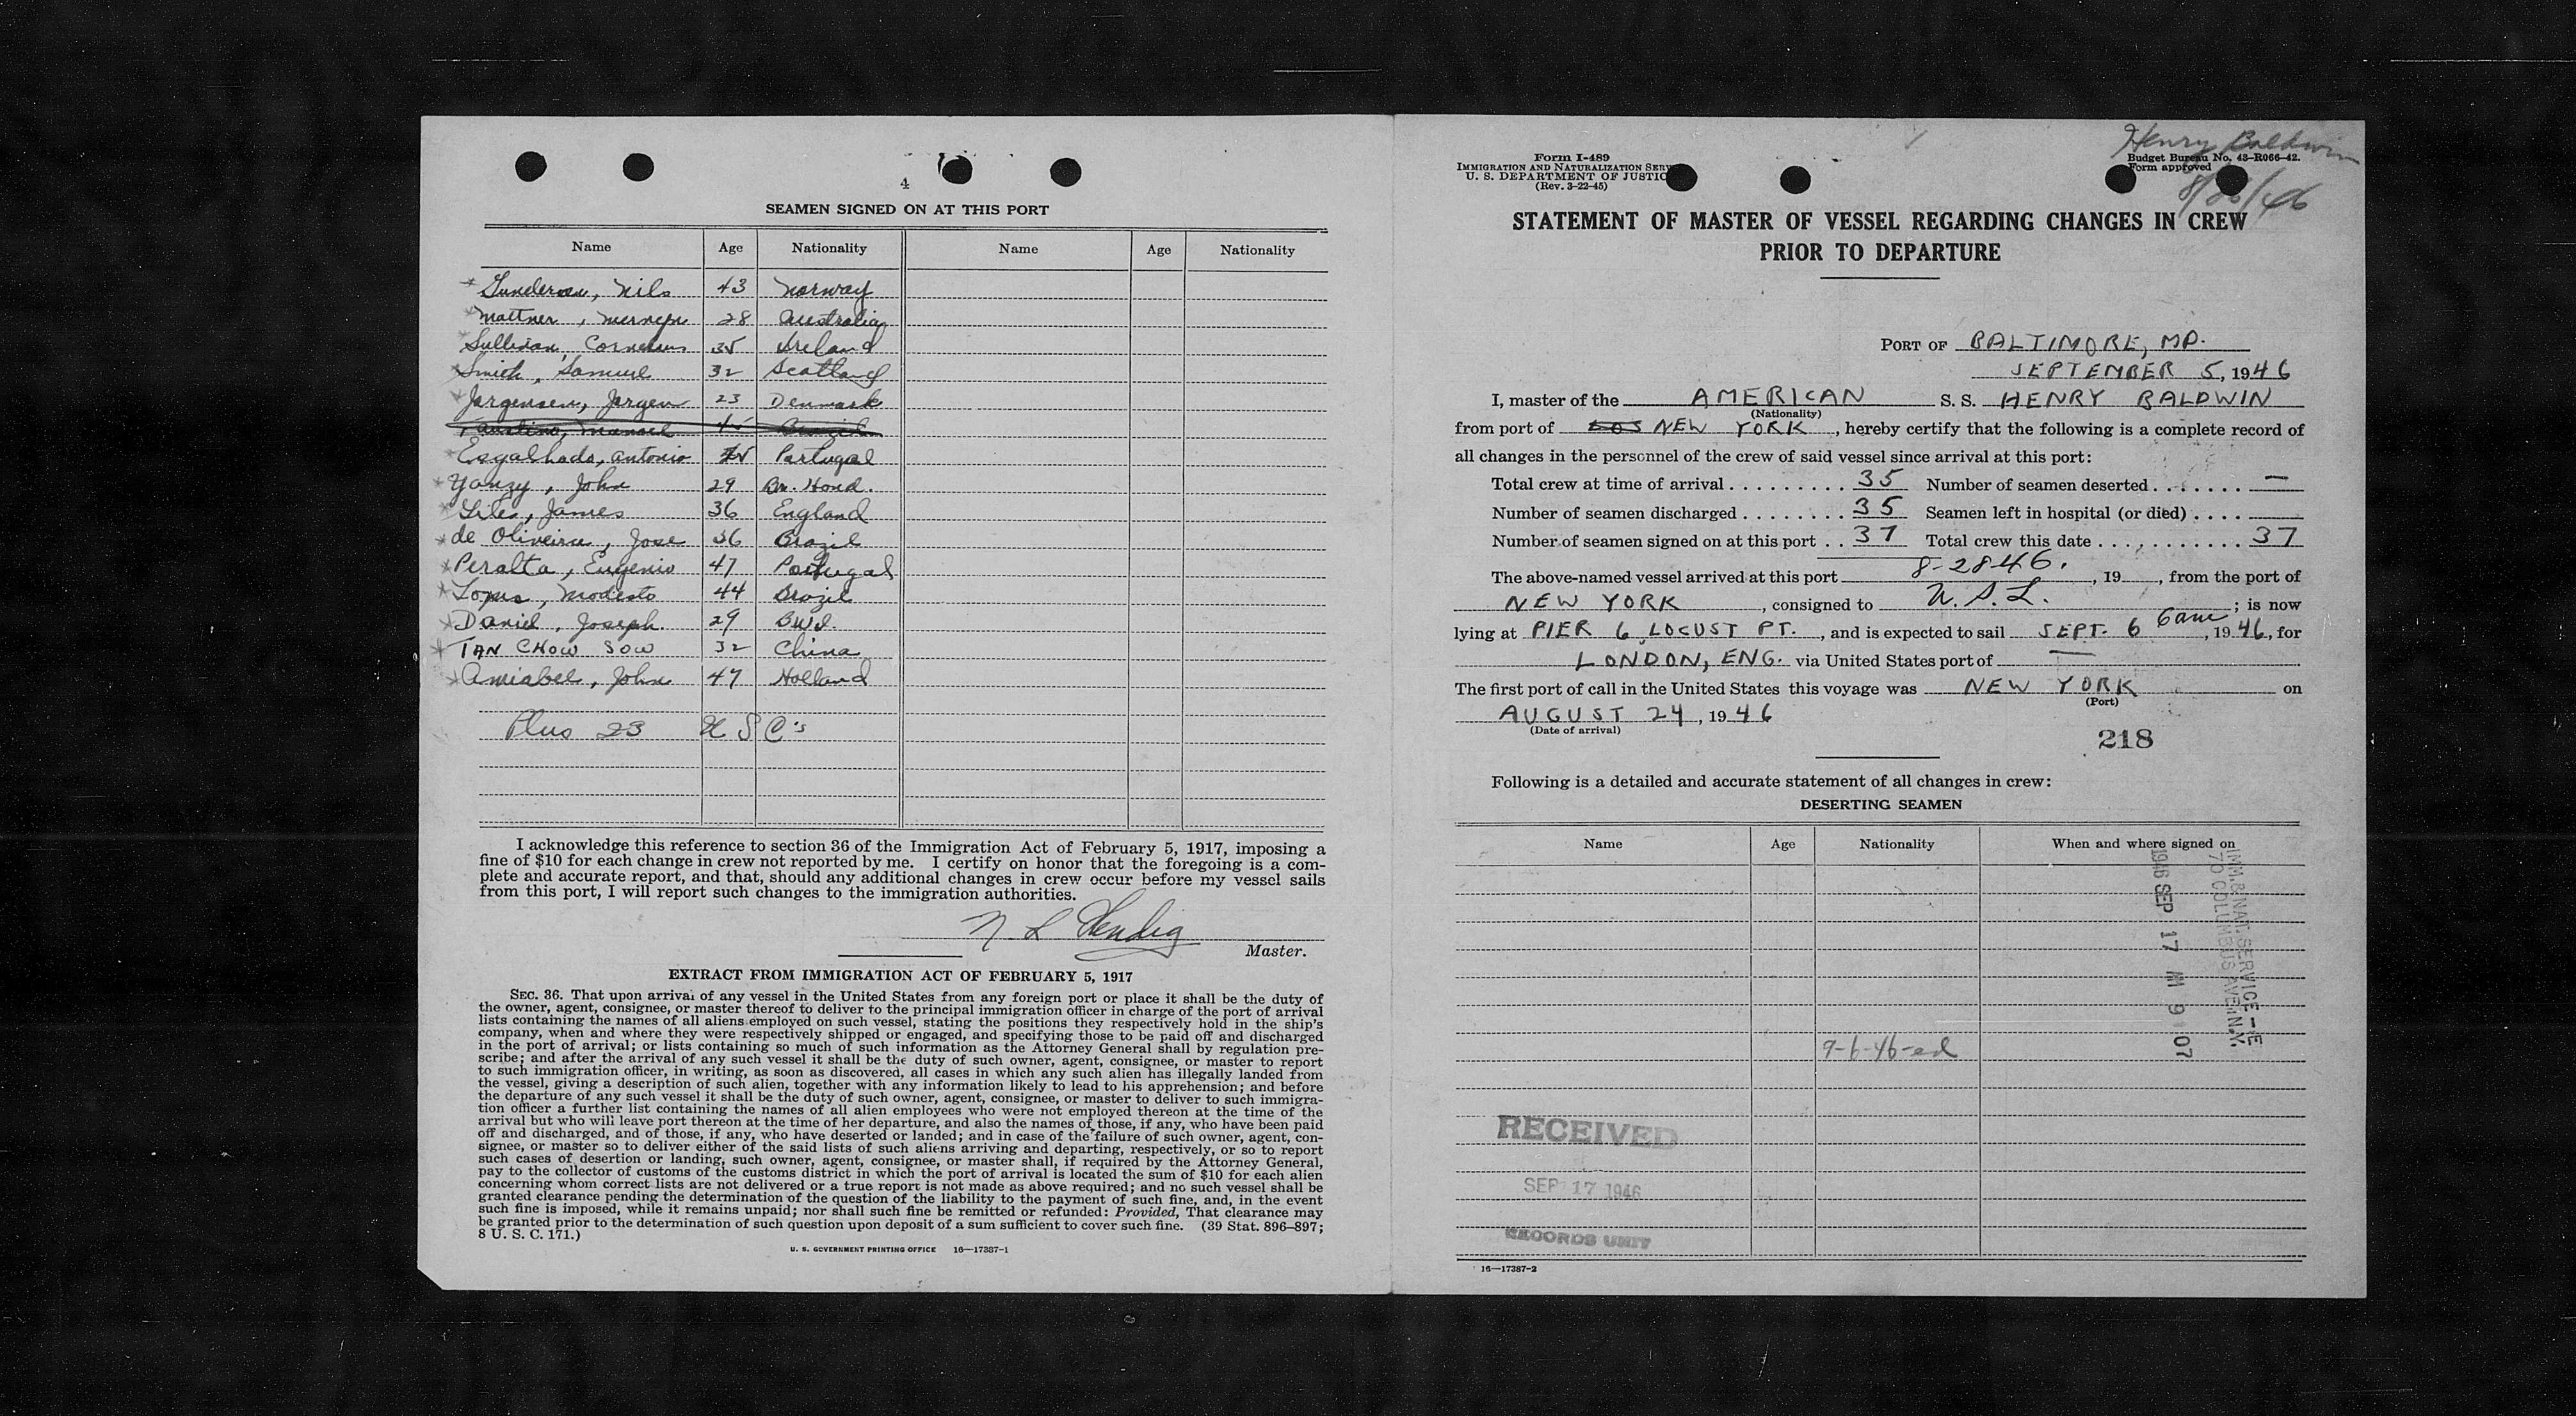 4
SEAMEN SIGNED ON AT THIS PORT
Name Age Nationality Name Age Nationality
Gundersen, Nils 43 Norway
Mattner, 28 Australia
Sullivan, Cornelius 35 Ireland
Smith, Samuel 32 Scotland
Jorgensen, Jorgen 23 Denmark
Faustino, Manoel 45 Brazil
Esgalhado, Antonio Portugal
Yanzy, John 29 Br. Hond.
Liles, James 36 England
de Oliveira, Jose 36 Brazil
Peralta, Eugenio 47 Portugal
Lopes, Modesto 44 Brazil
Daniel, Joseph 29 B.W.I.
TAN CHOW SOW 32 China
Amiabel, John 47 Holland
Plus 23 U S C's
I acknowledge this reference to section 36 of the Immigration Act of February 5, 1917, imposing a
fine of $10 for each change in crew not reported by me. I certify on honor that the foregoing is a com-
plete and accurate report, and that, should any additional changes in crew occur before my vessel sails
from this port, I will report such changes to the immigration authorities.
N. L. Hendig
Master.
EXTRACT FROM IMMIGRATION ACT OF FEBRUARY 5, 1917
SEC. 36. That upon arrival of any vessel in the United States from any foreign port or place it shall be the duty of
the owner, agent, consignee, or master thereof to deliver to the principal immigration officer in charge of the port of arrival
lists containing the names of all aliens employed on such vessel, stating the positions they respectively hold in the ship's
company, when and where they were respectively shipped or engaged, and specifying those to be paid off and discharged
in the port of arrival; or lists containing so much of such information as the Attorney General shall by regulation pre-
scribe; and after the arrival of any such vessel it shall be the duty of such owner, agent, consignee, or master to report
to such immigration officer, in writing, as soon as discovered, all cases in which any such alien has illegally landed from
the vessel, giving a description of such alien, together with any information likely to lead to his apprehension; and before
the departure of any such vessel it shall be the duty of such owner, agent, consignee, or master to deliver to such immigra-
tion officer a further list containing the names of all alien employees who were not employed thereon at the time of the
arrival but who will leave port thereon at the time of her departure, and also the names of those, if any, who have been paid
off and discharged, and of those, if any, who have deserted or landed; and in case of the failure of such owner, agent, con-
signee, or master so to deliver either of the said lists of such aliens arriving and departing, respectively, or so to report
such cases of desertion or landing, such owner, agent, consignee, or master shall, if required by the Attorney General,
pay to the collector of customs of the customs district in which the port of arrival is located the sum of $10 for each alien
concerning whom correct lists are not delivered or a true report is not made as above required; and no such vessel shall be
granted clearance pending the determination of the question of the liability to the payment of such fine, and, in the event
such fine is imposed, while it remains unpaid; nor shall such fine be remitted or refunded: Provided, That clearance may
be granted prior to the determination of such question upon deposit of a sum sufficient to cover such fine. (39 Stat. 896–897;
8 U. S. C. 171.)
U. S. GOVERNMENT PRINTING OFFICE 16—17387-1
Henry Baldwin
8/28/46
Form I-489
IMMIGRATION AND NATURALIZATION SERV
U. S. DEPARTMENT OF JUSTIC
(Rev. 3-22-45)
Budget Bureau No. 43-R066-42.
Form approved
STATEMENT OF MASTER OF VESSEL REGARDING CHANGES IN CREW
PRIOR TO DEPARTURE
PORT OF BALTIMORE, MD.
SEPTEMBER 5, 1946
I, master of the AMERICAN S. S. HENRY BALDWIN
(Nationality)
from port of NEW YORK, hereby certify that the following is a complete record of
all changes in the personnel of the crew of said vessel since arrival at this port:
Total crew at time of arrival 35 Number of seamen deserted —
Number of seamen discharged 35 Seamen left in hospital (or died)
Number of seamen signed on at this port 37 Total crew this date 37
The above-named vessel arrived at this port 8-28-46. , 19 , from the port of
NEW YORK, consigned to U. S. L. ; is now
lying at PIER 6 LOCUST PT., and is expected to sail SEPT. 6 6am, 1946, for
LONDON, ENG. via United States port of —
The first port of call in the United States this voyage was NEW YORK on
(Port)
AUGUST 24, 1946
(Date of arrival)
218
Following is a detailed and accurate statement of all changes in crew:
DESERTING SEAMEN
Name Age Nationality When and where signed on
IMM. & NAT. SERVICE
70 COLUMBUS AVE. N.Y.
1946 SEP 17 M 9 07
9-6-46-ed
RECEIVED
SEP 17 1946
RECORDS UNIT
16—17387-2